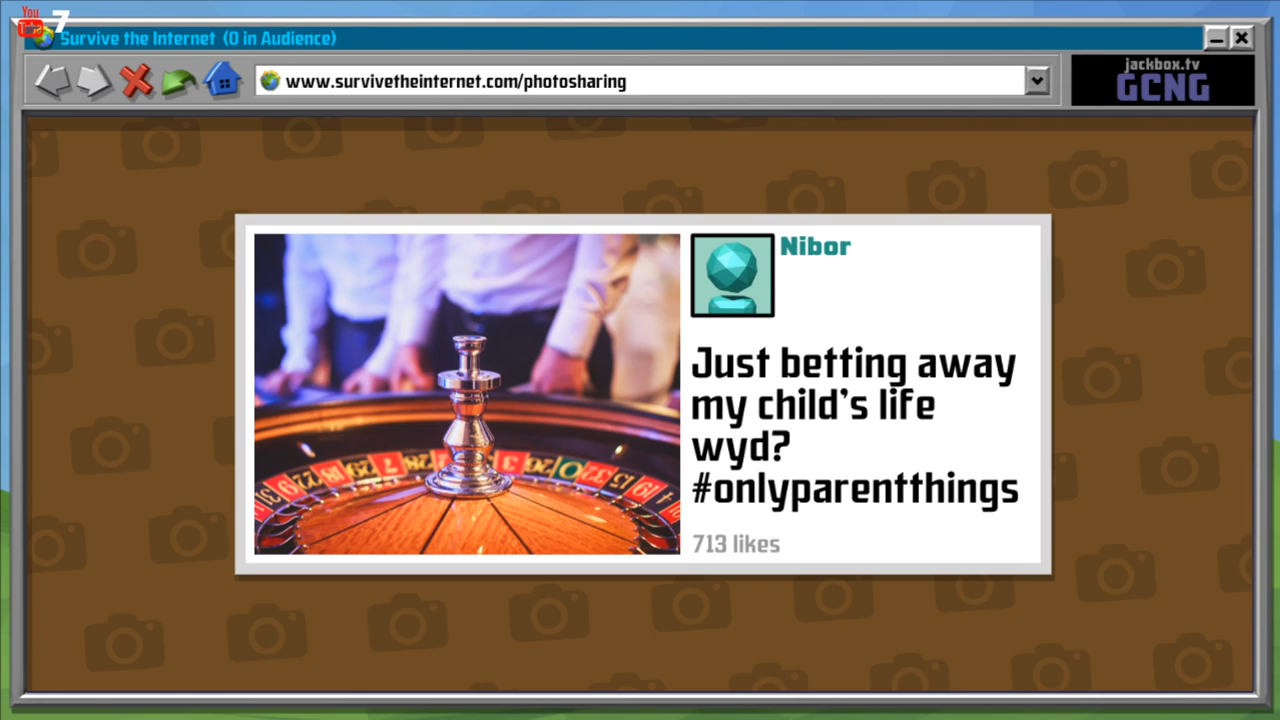 You
Tube 7
Survive the Internet (0 in Audience)
www.survivetheinternet.com/photosharing
jackbox.tv
GCNG
Nibor
Just betting away
my child's life
wyd?
#onlyparentthings
713 likes